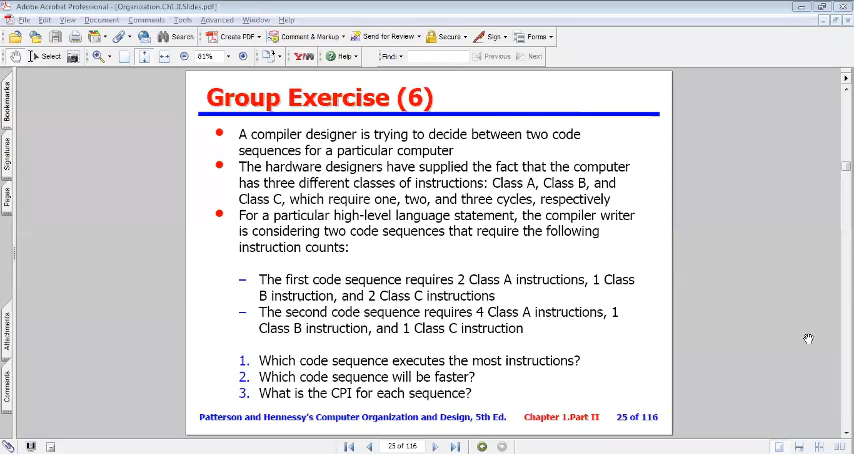 Adobe Acrobat Professional - [Organization.Ch1.II.Slides.pdf]
File Edit View Document Comments Tools Advanced Window Help
Create PDF Comment & Markup Send for Review Secure Sign Forms
Search
Select 81% Help Find: Previous Next
Bookmarks
Signatures
Pages
Attachments
Comments
Group Exercise (6)
• A compiler designer is trying to decide between two code
sequences for a particular computer
• The hardware designers have supplied the fact that the computer
has three different classes of instructions: Class A, Class B, and
Class C, which require one, two, and three cycles, respectively
• For a particular high-level language statement, the compiler writer
is considering two code sequences that require the following
instruction counts:
– The first code sequence requires 2 Class A instructions, 1 Class
B instruction, and 2 Class C instructions
– The second code sequence requires 4 Class A instructions, 1
Class B instruction, and 1 Class C instruction
1. Which code sequence executes the most instructions?
2. Which code sequence will be faster?
3. What is the CPI for each sequence?
Patterson and Hennessy's Computer Organization and Design, 5th Ed. Chapter 1.Part II 25 of 116
25 of 116